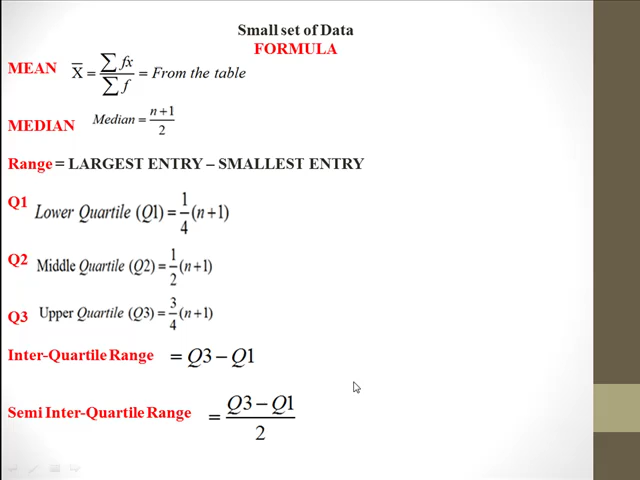 Small set of Data
FORMULA
MEAN X̄ = ∑ fx / ∑ f = From the table
MEDIAN Median = n+1 / 2
Range = LARGEST ENTRY – SMALLEST ENTRY
Q1 Lower Quartile (Q1) = 1/4 (n+1)
Q2 Middle Quartile (Q2) = 1/2 (n+1)
Q3 Upper Quartile (Q3) = 3/4 (n+1)
Inter-Quartile Range = Q3 – Q1
Semi Inter-Quartile Range = Q3 – Q1 / 2